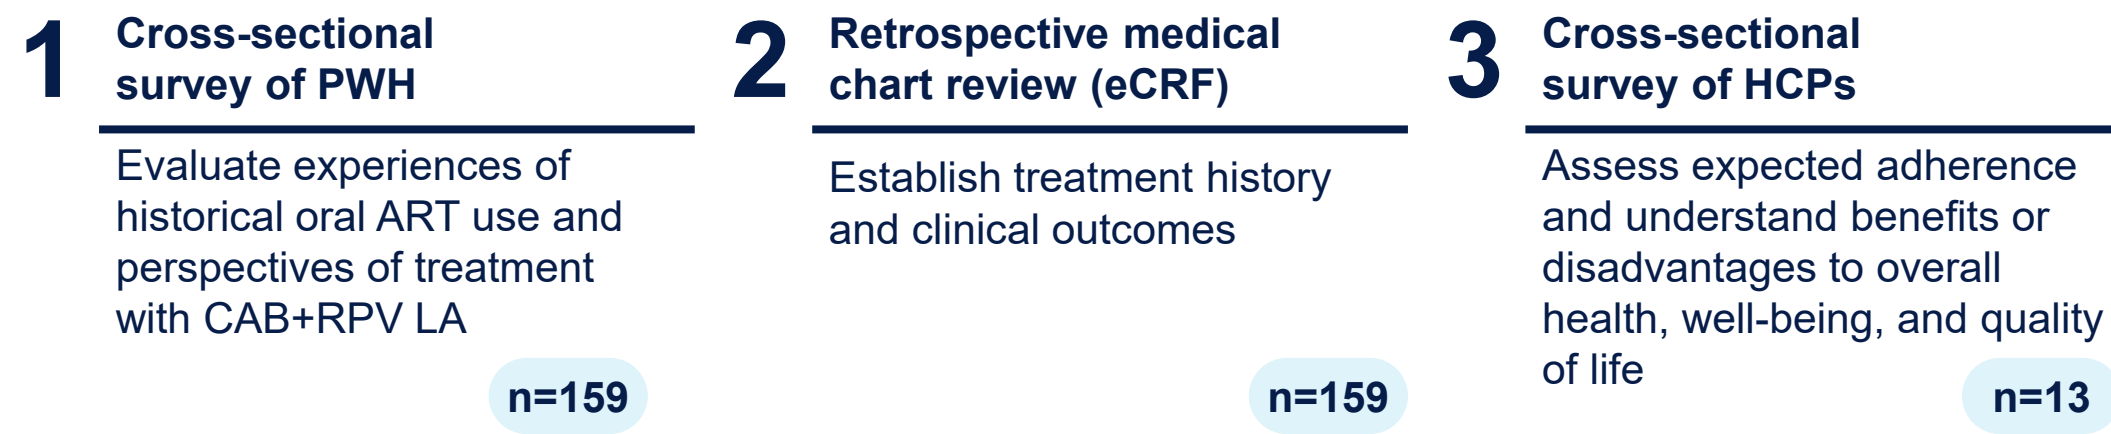 1
Cross-sectional
survey of PWH
Evaluate experiences of
historical oral ART use and
perspectives of treatment
with CAB+RPV LA
n=159
2
Retrospective medical
chart review (eCRF)
Establish treatment history
and clinical outcomes
n=159
3
Cross-sectional
survey of HCPs
Assess expected adherence
and understand benefits or
disadvantages to overall
health, well-being, and quality
of life
n=13